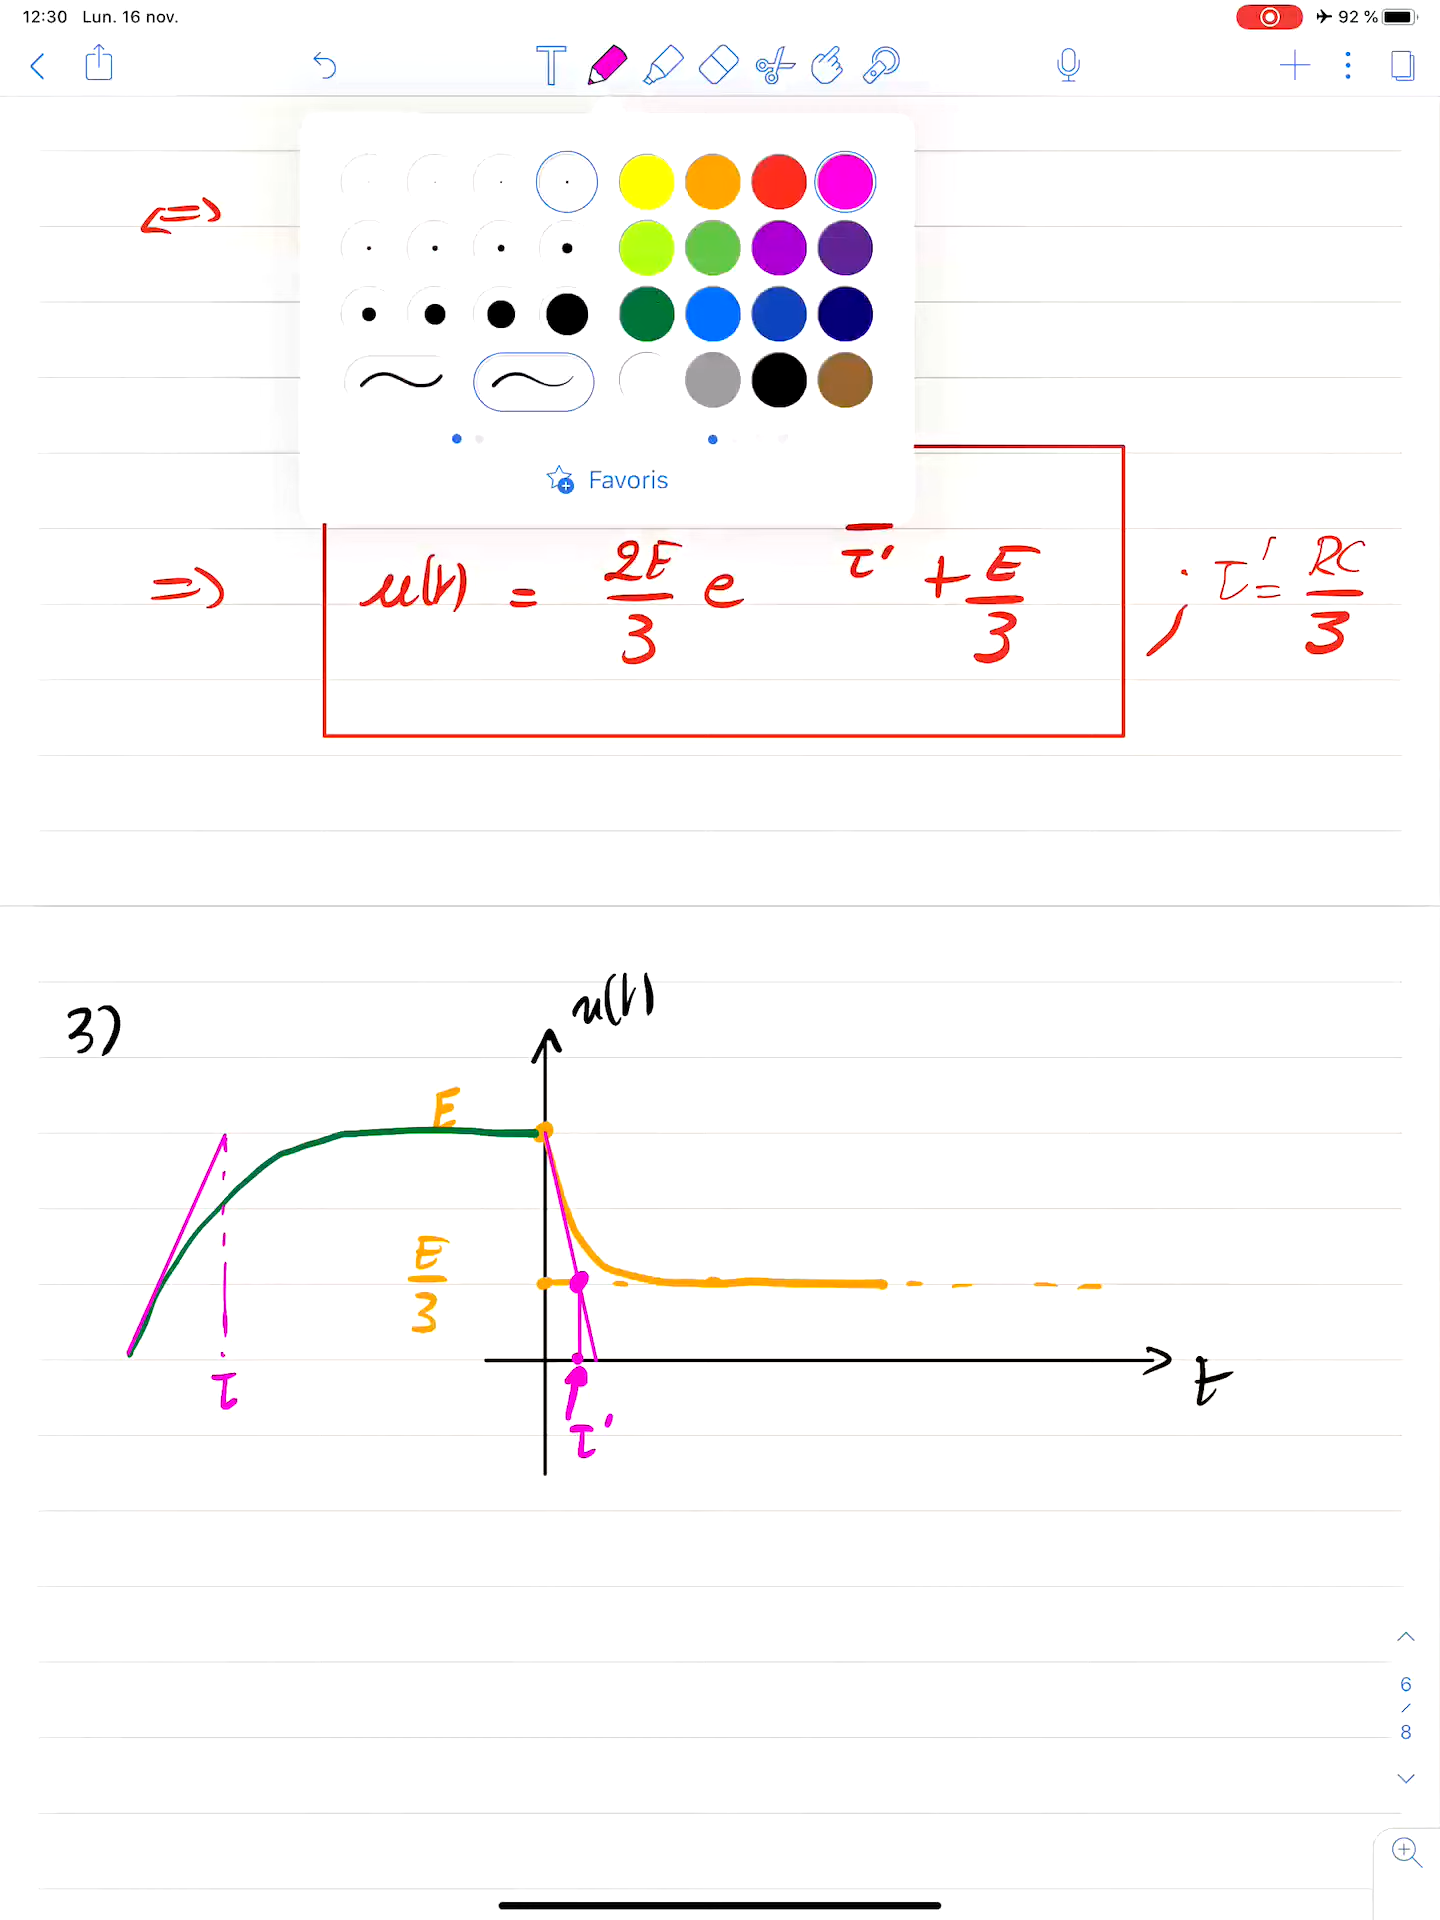 12:30 Lun. 16 nov. 92 %
T
Favoris
<=>
=> u(t) = 2E/3 e τ' + E/3 ; τ' = RC/3
3)
u(t)
E
E/3
τ
t
τ'
6
/
8